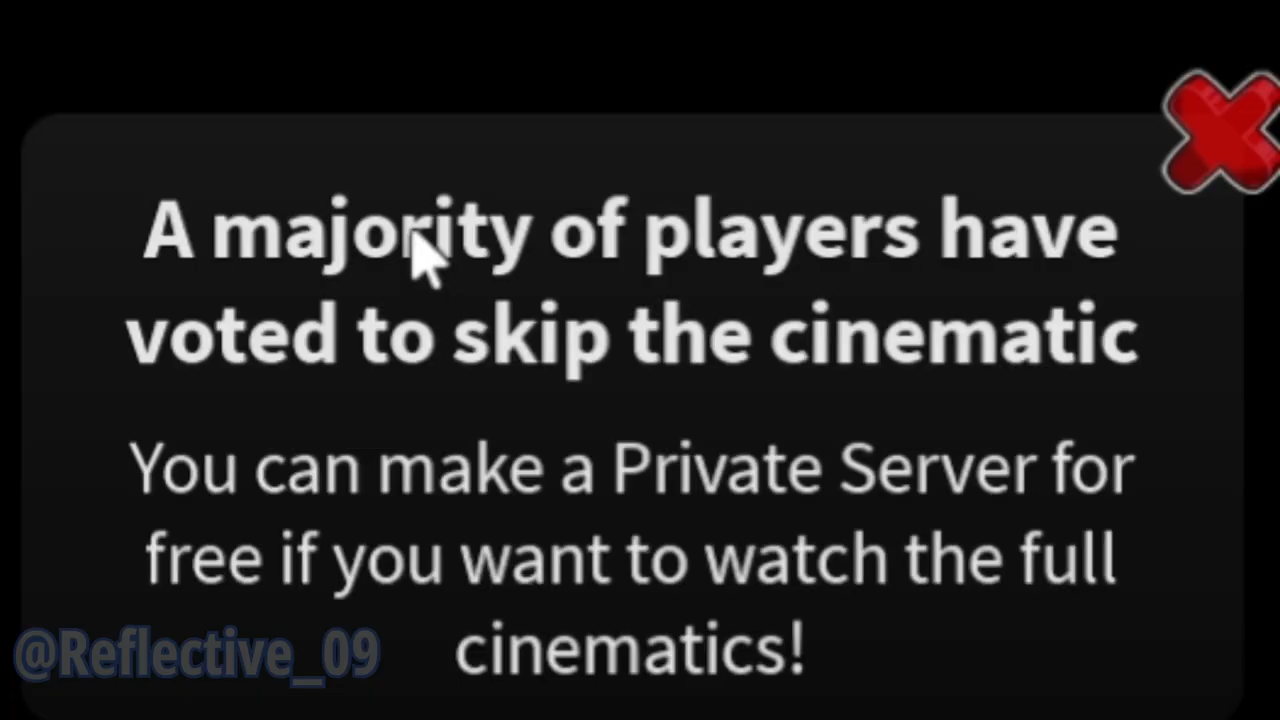 A majority of players have
voted to skip the cinematic
You can make a Private Server for
free if you want to watch the full
cinematics!
@Reflective_09